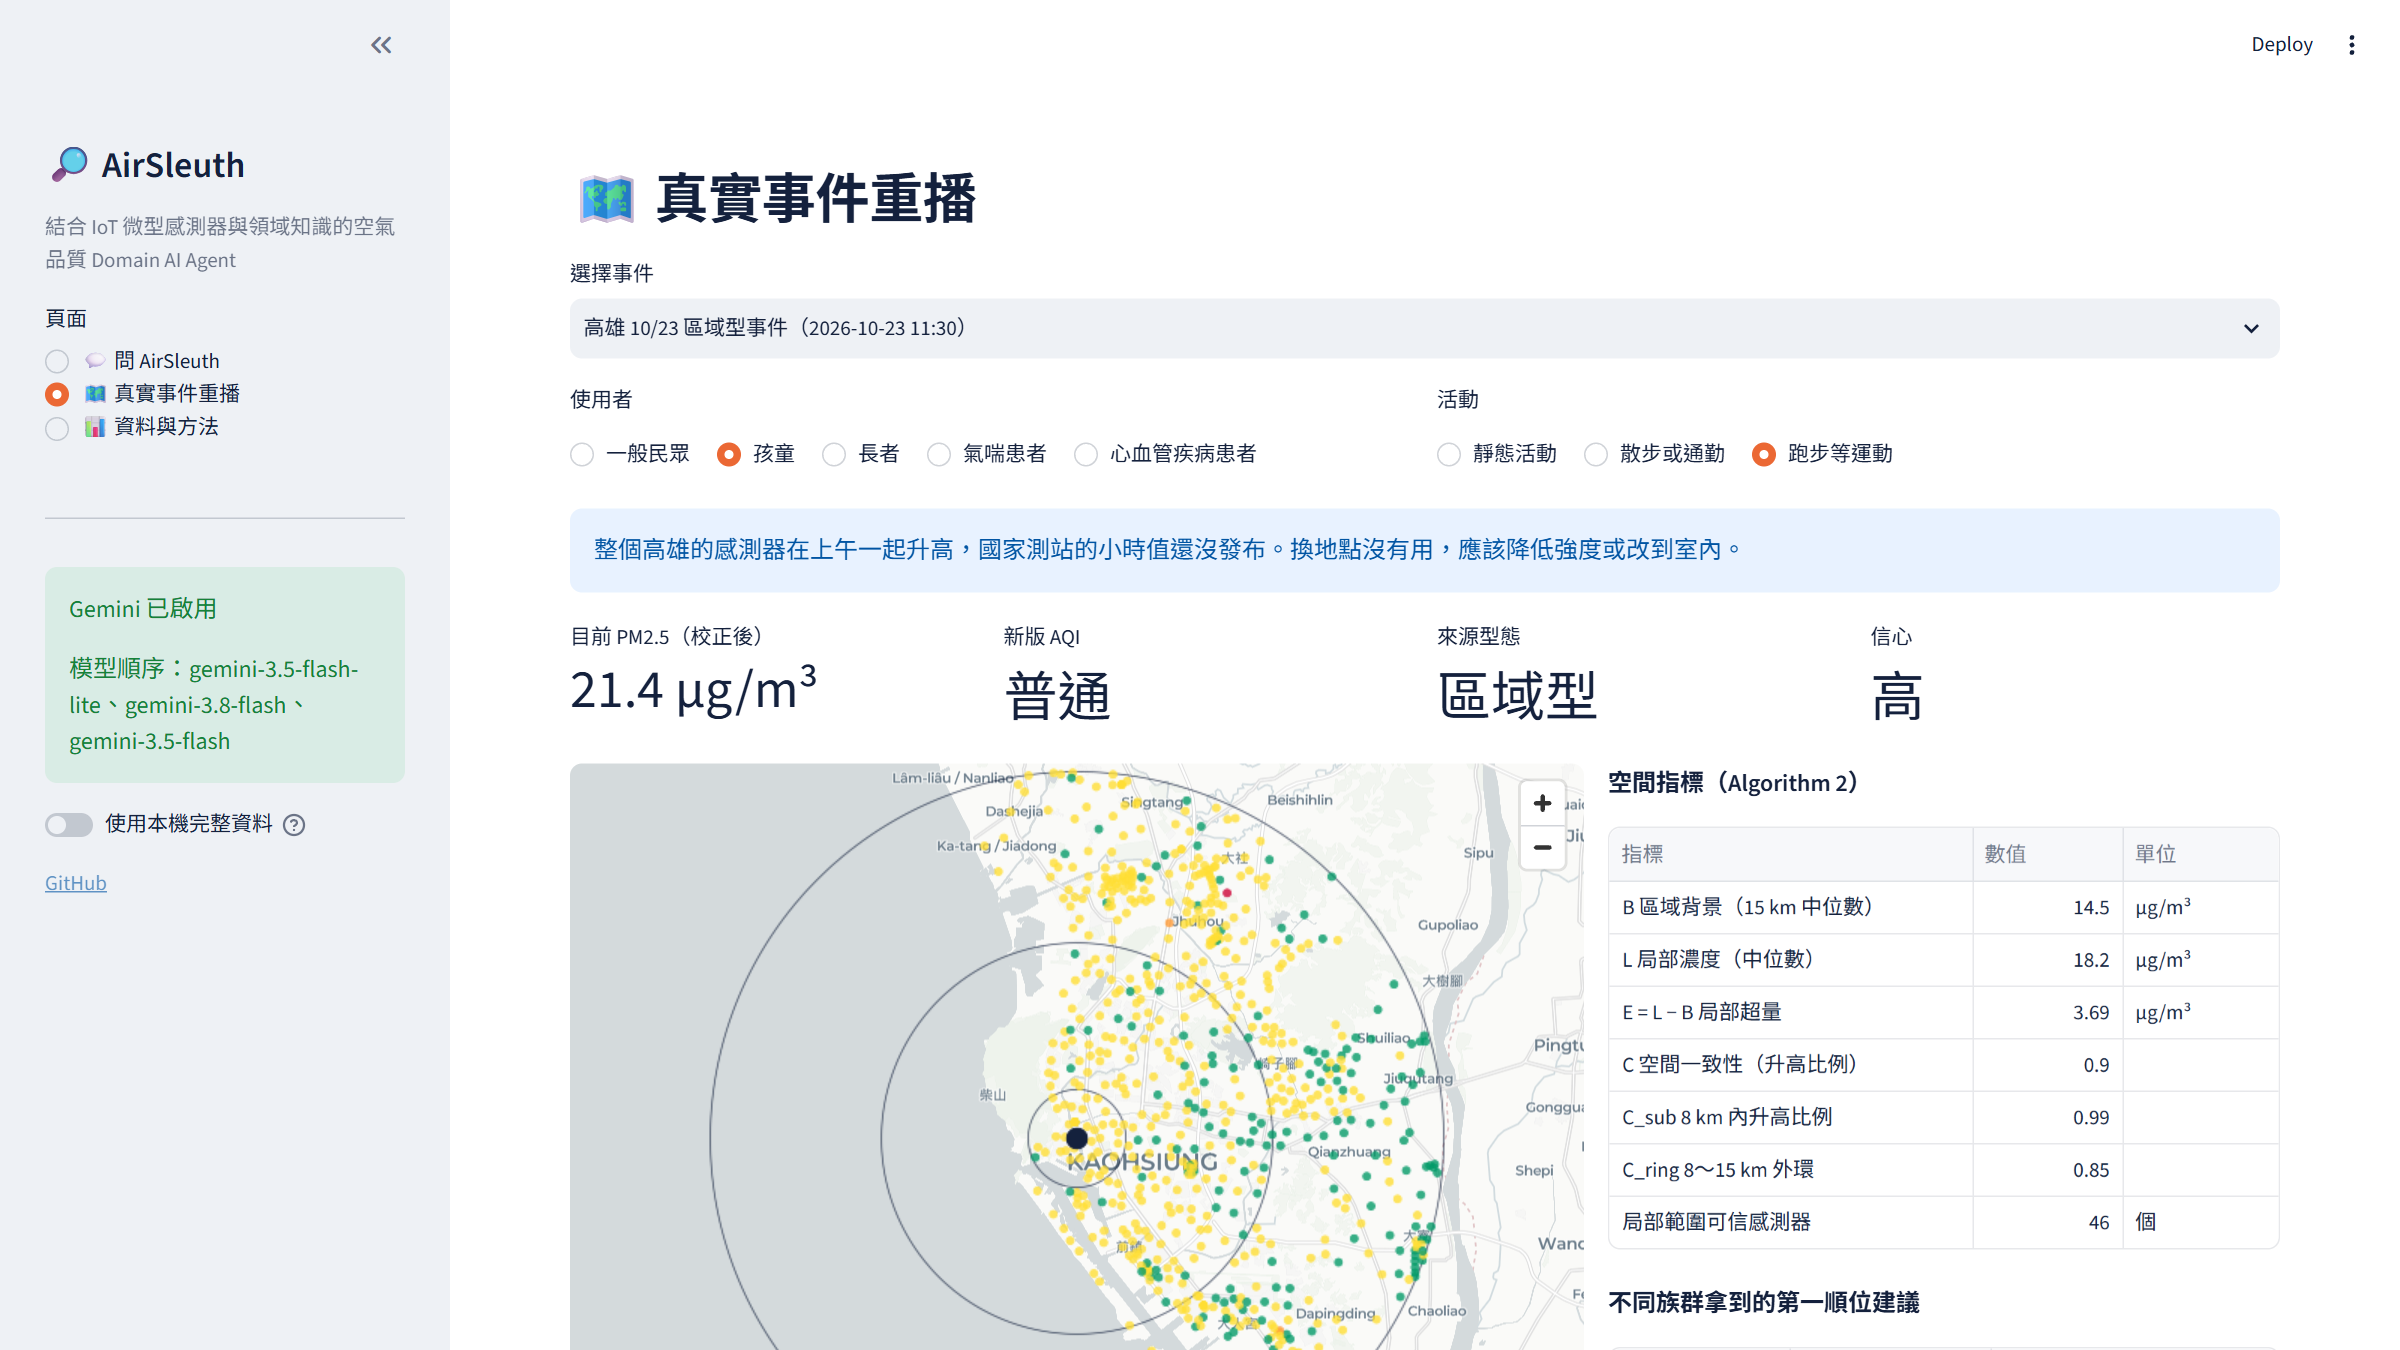 Deploy
AirSleuth
結合 IoT 微型感測器與領域知識的空氣
品質 Domain AI Agent
頁面
問 AirSleuth
真實事件重播
資料與方法
Gemini 已啟用
模型順序：gemini-3.5-flash-
lite、gemini-3.8-flash、
gemini-3.5-flash
使用本機完整資料
GitHub
真實事件重播
選擇事件
高雄 10/23 區域型事件（2026-10-23 11:30）
使用者
一般民眾 孩童 長者 氣喘患者 心血管疾病患者
活動
靜態活動 散步或通勤 跑步等運動
整個高雄的感測器在上午一起升高，國家測站的小時值還沒發布。換地點沒有用，應該降低強度或改到室內。
目前 PM2.5（校正後）
21.4 μg/m³
新版 AQI
普通
來源型態
區域型
信心
高
Lâm-liâu / Nanliao
Dashejia
Singtang
Beishihlin
Ka-tang / Jiadong
大社
Sipu
Jhuhou
Gupoliao
大樹腳
Shuiliao
Pingtu
Jiuqutang
柴山
Qianzhuang
KAOHSIUNG
Shepi
前鎮
Dapingding
Chaoliao
+
−
空間指標（Algorithm 2）
指標 數值 單位
B 區域背景（15 km 中位數） 14.5 μg/m³
L 局部濃度（中位數） 18.2 μg/m³
E = L − B 局部超量 3.69 μg/m³
C 空間一致性（升高比例） 0.9
C_sub 8 km 內升高比例 0.99
C_ring 8～15 km 外環 0.85
局部範圍可信感測器 46 個
不同族群拿到的第一順位建議